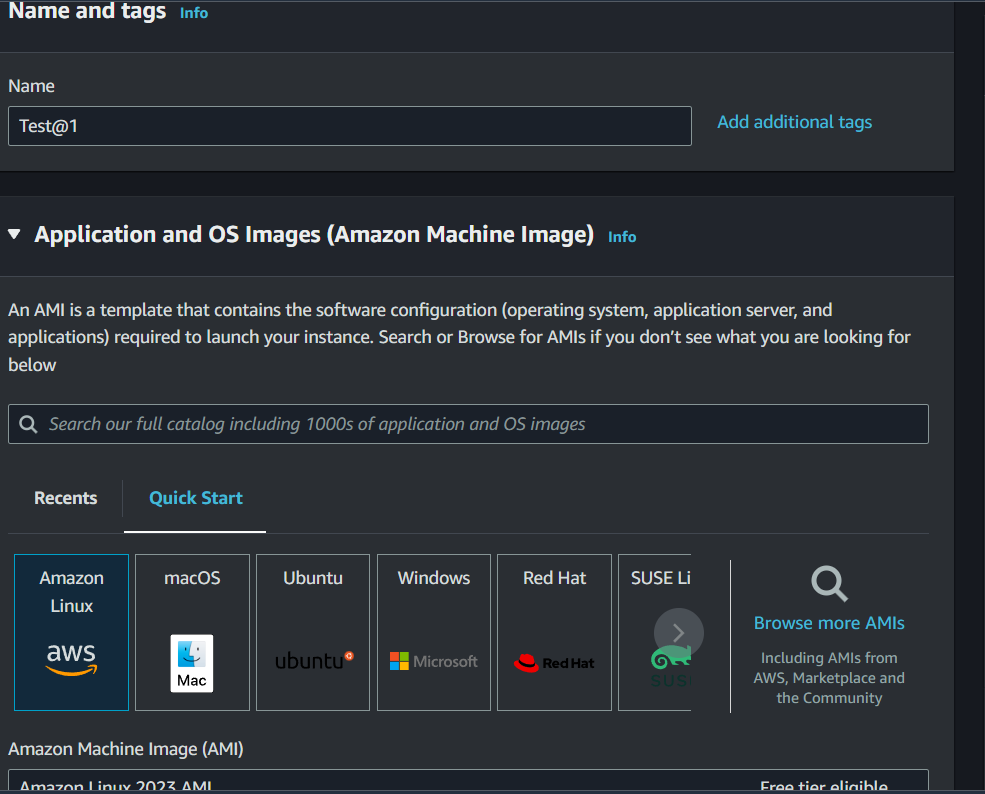 Name and tags Info
Name
Test@1
Add additional tags
Application and OS Images (Amazon Machine Image) Info
An AMI is a template that contains the software configuration (operating system, application server, and
applications) required to launch your instance. Search or Browse for AMIs if you don’t see what you are looking for
below
Search our full catalog including 1000s of application and OS images
Recents
Quick Start
Amazon
Linux
aws
macOS
Mac
Ubuntu
ubuntu
Windows
Microsoft
Red Hat
Red Hat
SUSE Li
SUS
Browse more AMIs
Including AMIs from
AWS, Marketplace and
the Community
Amazon Machine Image (AMI)
Amazon Linux 2023 AMI
Free tier eligible